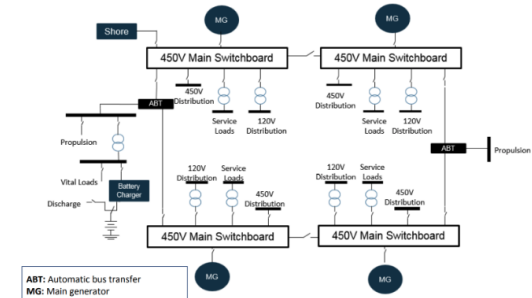 MG
MG
Shore
450V Main Switchboard
450V Main Switchboard
450V
Distribution
Service
Loads
120V
Distribution
450V
Distribution
Service
Loads
120V
Distribution
ABT
Propulsion
ABT
Propulsion
Vital Loads
Battery
Charger
Discharge
120V
Distribution
Service
Loads
450V
Distribution
120V
Distribution
Service
Loads
450V
Distribution
450V Main Switchboard
450V Main Switchboard
MG
MG
ABT: Automatic bus transfer
MG: Main generator